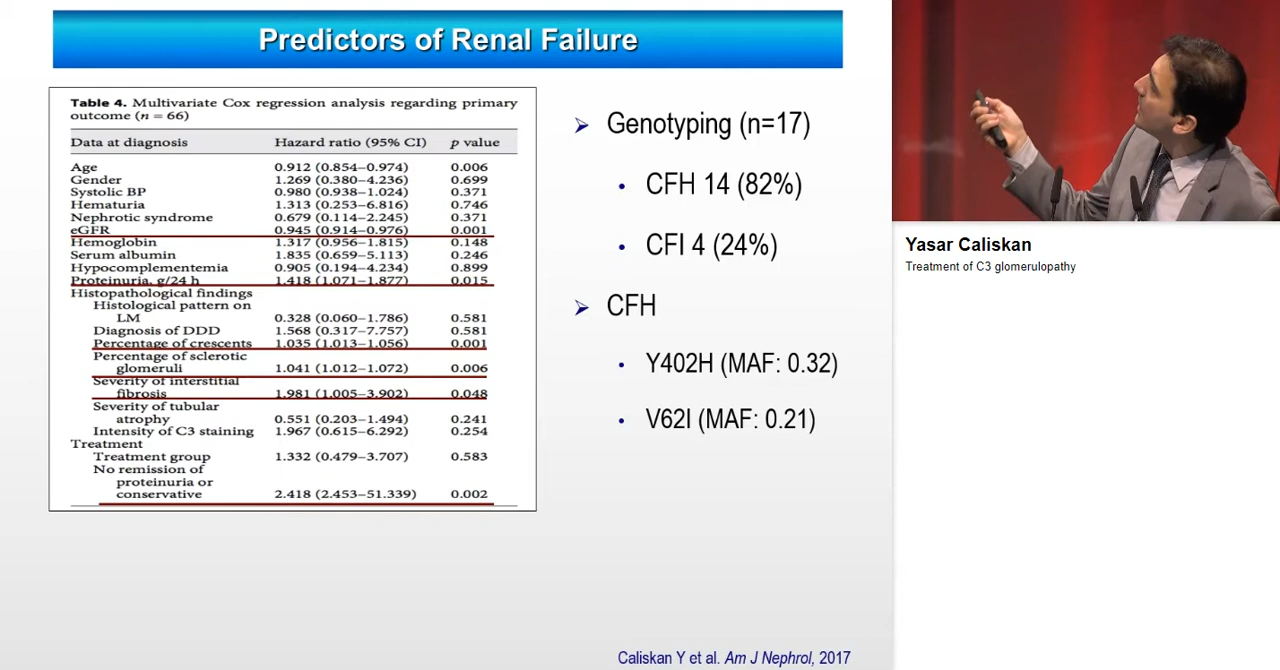 Predictors of Renal Failure
Table 4. Multivariate Cox regression analysis regarding primary
outcome (n = 66)
Data at diagnosis Hazard ratio (95% CI) p value
Age 0.912 (0.854–0.974) 0.006
Gender 1.269 (0.380–4.236) 0.699
Systolic BP 0.980 (0.938–1.024) 0.371
Hematuria 1.313 (0.253–6.816) 0.746
Nephrotic syndrome 0.679 (0.114–2.245) 0.371
eGFR 0.945 (0.914–0.976) 0.001
Hemoglobin 1.317 (0.956–1.815) 0.148
Serum albumin 1.835 (0.659–5.113) 0.246
Hypocomplementemia 0.905 (0.194–4.234) 0.899
Proteinuria, g/24 h 1.418 (1.071–1.877) 0.015
Histopathological findings
Histological pattern on
LM 0.328 (0.060–1.786) 0.581
Diagnosis of DDD 1.568 (0.317–7.757) 0.581
Percentage of crescents 1.035 (1.013–1.056) 0.001
Percentage of sclerotic
glomeruli 1.041 (1.012–1.072) 0.006
Severity of interstitial
fibrosis 1.981 (1.005–3.902) 0.048
Severity of tubular
atrophy 0.551 (0.203–1.494) 0.241
Intensity of C3 staining 1.967 (0.615–6.292) 0.254
Treatment
Treatment group 1.332 (0.479–3.707) 0.583
No remission of
proteinuria or
conservative 2.418 (2.453–51.339) 0.002
Genotyping (n=17)
CFH 14 (82%)
CFI 4 (24%)
CFH
Y402H (MAF: 0.32)
V62I (MAF: 0.21)
Caliskan Y et al. Am J Nephrol, 2017
Yasar Caliskan
Treatment of C3 glomerulopathy